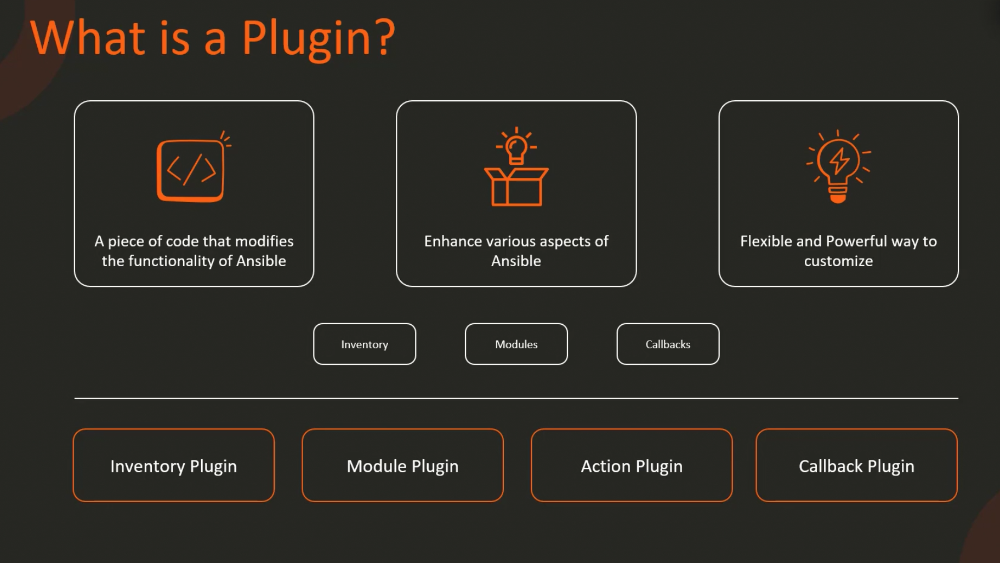 What is a Plugin?
A piece of code that modifies
the functionality of Ansible
Enhance various aspects of
Ansible
Flexible and Powerful way to
customize
Inventory
Modules
Callbacks
Inventory Plugin
Module Plugin
Action Plugin
Callback Plugin